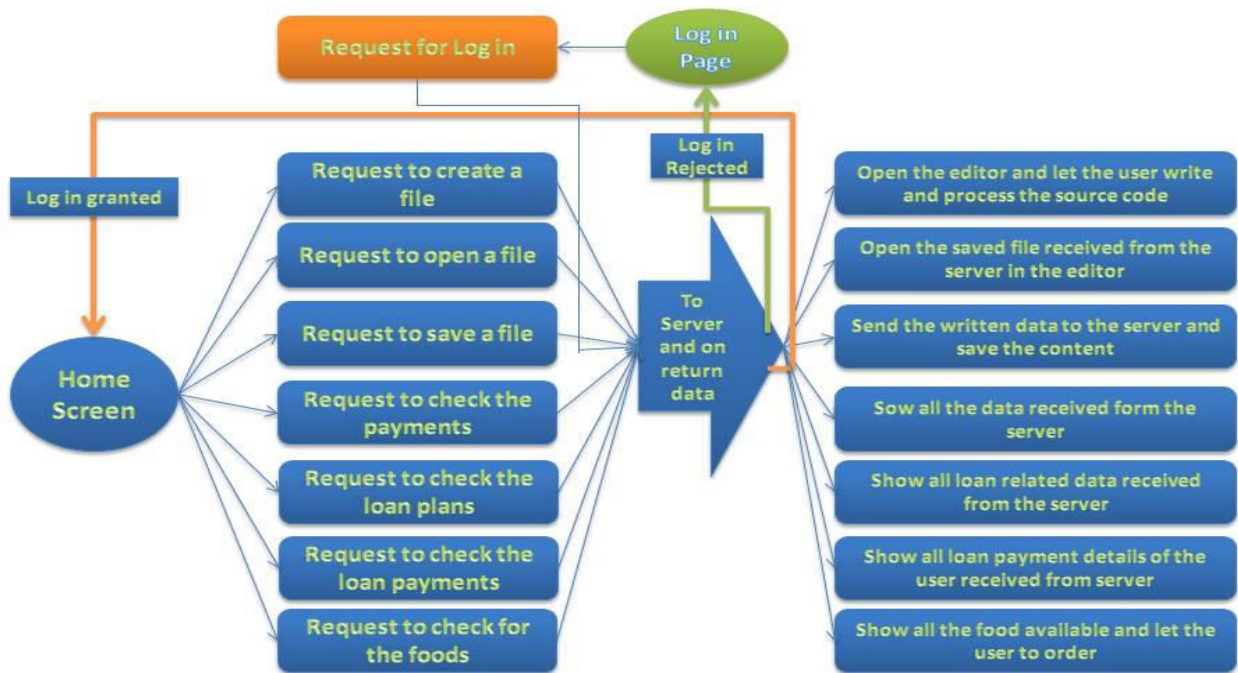 Request for Log in
Log in
Page
Log in granted
Log in
Rejected
Home
Screen
Request to create a
file
Request to open a file
Request to save a file
Request to check the
payments
Request to check the
loan plans
Request to check the
loan payments
Request to check for
the foods
To
Server
and on
return
data
Open the editor and let the user write
and process the source code
Open the saved file received from the
server in the editor
Send the written data to the server and
save the content
Sow all the data received form the
server
Show all loan related data received
from the server
Show all loan payment details of the
user received from server
Show all the food available and let the
user to order